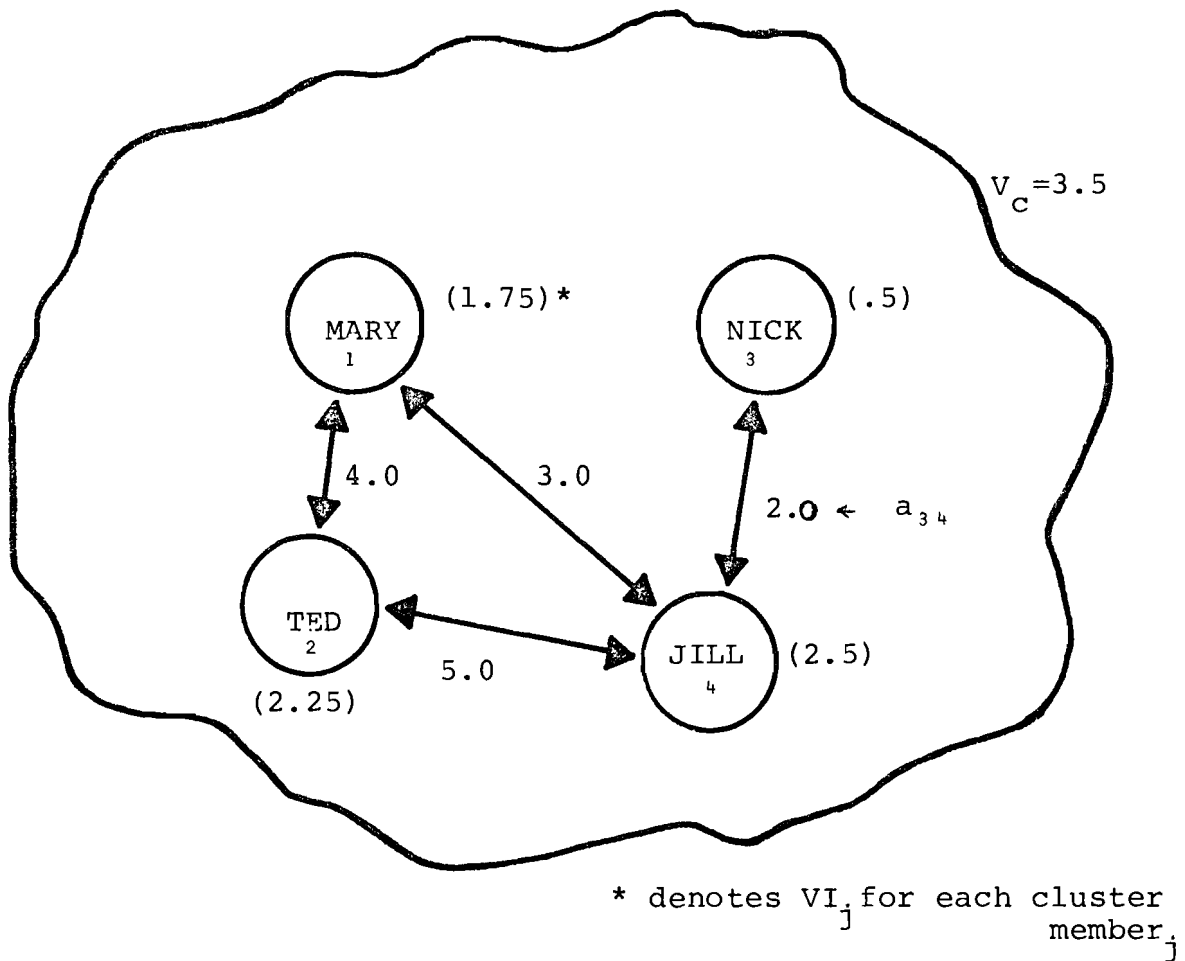 V_c=3.5
MARY
1
(1.75)*
NICK
3
(.5)
4.0
3.0
2.0 ← a_34
TED
2
(2.25)
5.0
JILL
4
(2.5)
* denotes VI_j for each cluster
member_j